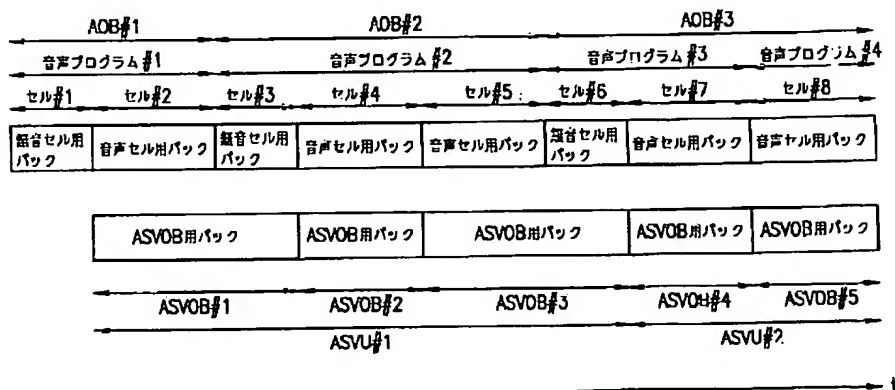 AOB#1 AOB#2 AOB#3
音声プログラム#1 音声プログラム#2 音声プログラム#3 音声プログラム#4
セル#1 セル#2 セル#3 セル#4 セル#5 セル#6 セル#7 セル#8
無音セル用パック 音声セル用パック 無音セル用パック 音声セル用パック 音声セル用パック 無音セル用パック 音声セル用パック 音声セル用パック
ASVOB用パック ASVOB用パック ASVOB用パック ASVOB用パック ASVOB用パック
ASVOB#1 ASVOB#2 ASVOB#3 ASVOB#4 ASVOB#5
ASVU#1 ASVU#2